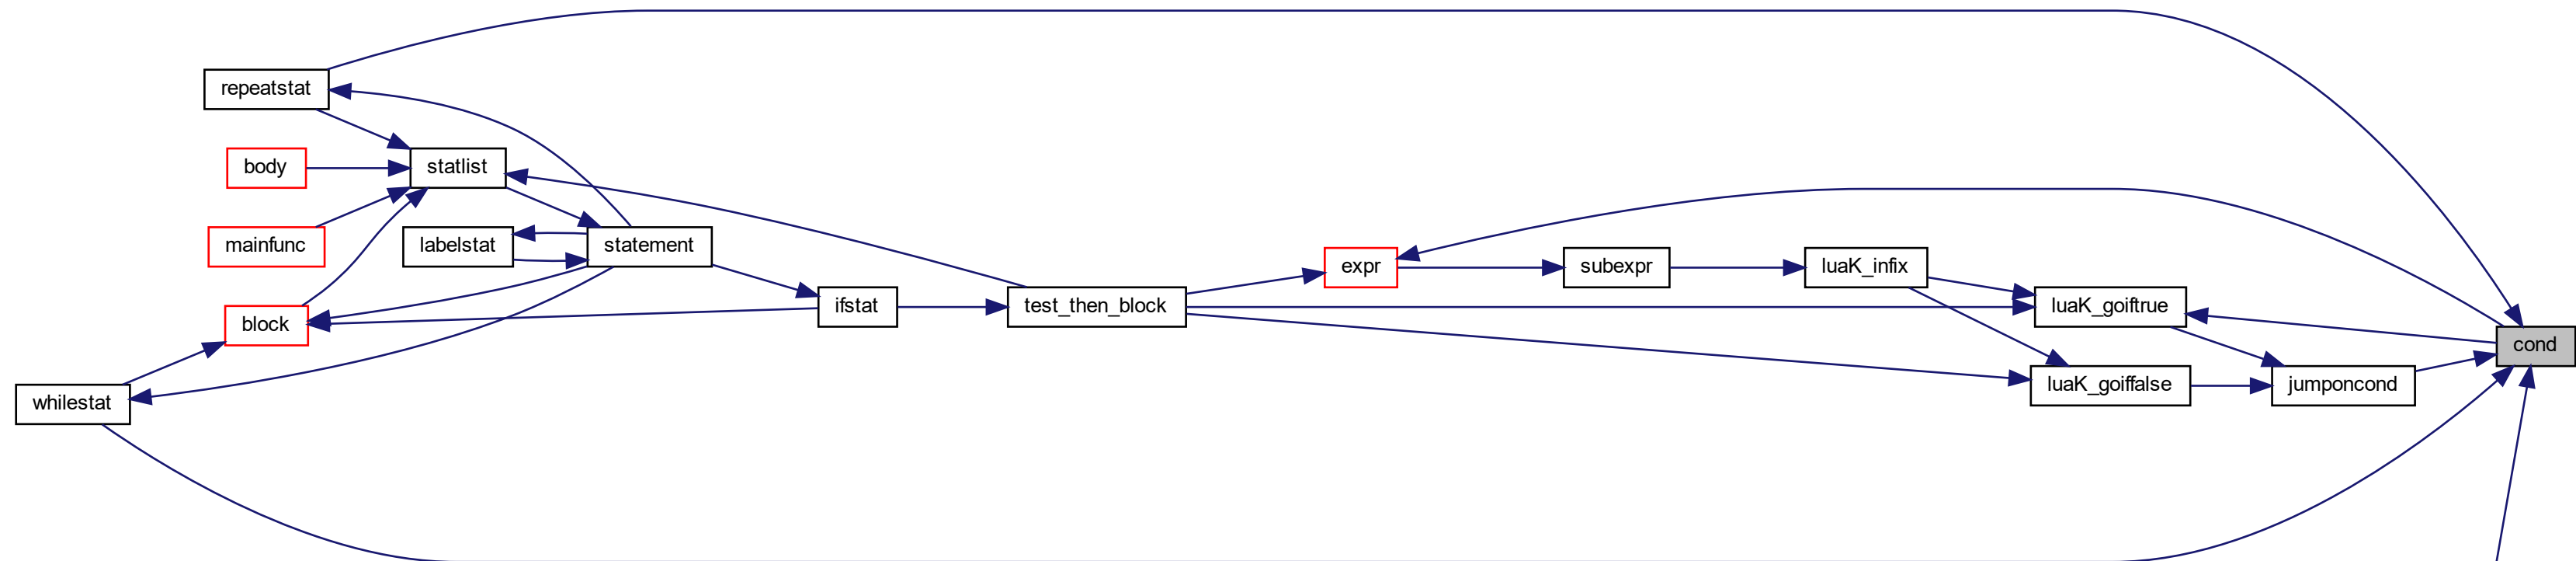 repeatstat
body
statlist
mainfunc
labelstat
statement
expr
subexpr
luaK_infix
block
ifstat
test_then_block
luaK_goiftrue
cond
whilestat
luaK_goiffalse
jumponcond